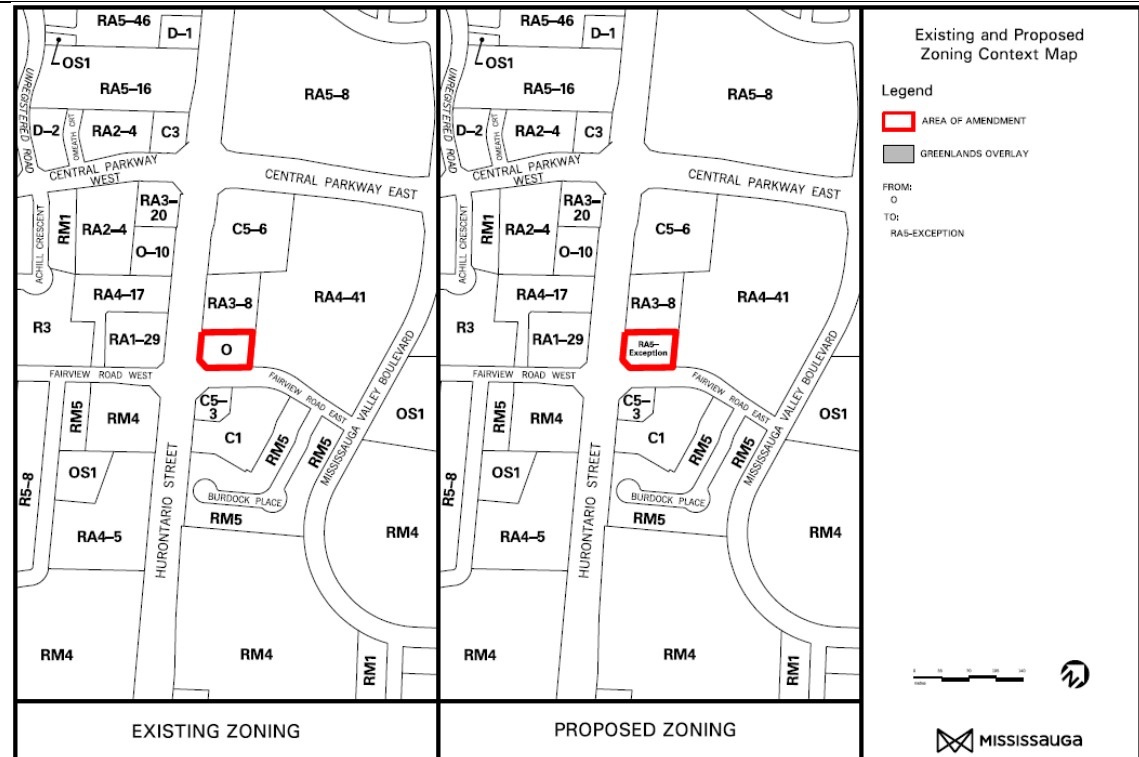 RA5–46
D–1
OS1
RA5–16
UNREGISTERED ROAD
D–2
OMEATH CRT
RA2–4
C3
RA5–8
CENTRAL PARKWAY
WEST
CENTRAL PARKWAY EAST
ACHILL CRESCENT
RM1
RA2–4
RA3–
20
O–10
C5–6
RA4–17
RA3–8
RA4–41
R3
RA1–29
O
FAIRVIEW ROAD WEST
FAIRVIEW ROAD EAST
MISSISSAUGA VALLEY BOULEVARD
RM5
RM4
C5–
3
C1
RM5
RM5
OS1
R5–8
OS1
HURONTARIO STREET
BURDOCK PLACE
RM5
RA4–5
RM4
RM4
RM4
RM1
EXISTING ZONING
RA5–46
D–1
OS1
RA5–16
UNREGISTERED ROAD
D–2
OMEATH CRT
RA2–4
C3
RA5–8
CENTRAL PARKWAY
WEST
CENTRAL PARKWAY EAST
ACHILL CRESCENT
RM1
RA2–4
RA3–
20
O–10
C5–6
RA4–17
RA3–8
RA4–41
R3
RA1–29
RA5–
Exception
FAIRVIEW ROAD WEST
FAIRVIEW ROAD EAST
MISSISSAUGA VALLEY BOULEVARD
RM5
RM4
C5–
3
C1
RM5
RM5
OS1
R5–8
OS1
HURONTARIO STREET
BURDOCK PLACE
RM5
RA4–5
RM4
RM4
RM4
RM1
PROPOSED ZONING
Existing and Proposed
Zoning Context Map
Legend
AREA OF AMENDMENT
GREENLANDS OVERLAY
FROM:
O
TO:
RA5-EXCEPTION
MISSISSAUGA